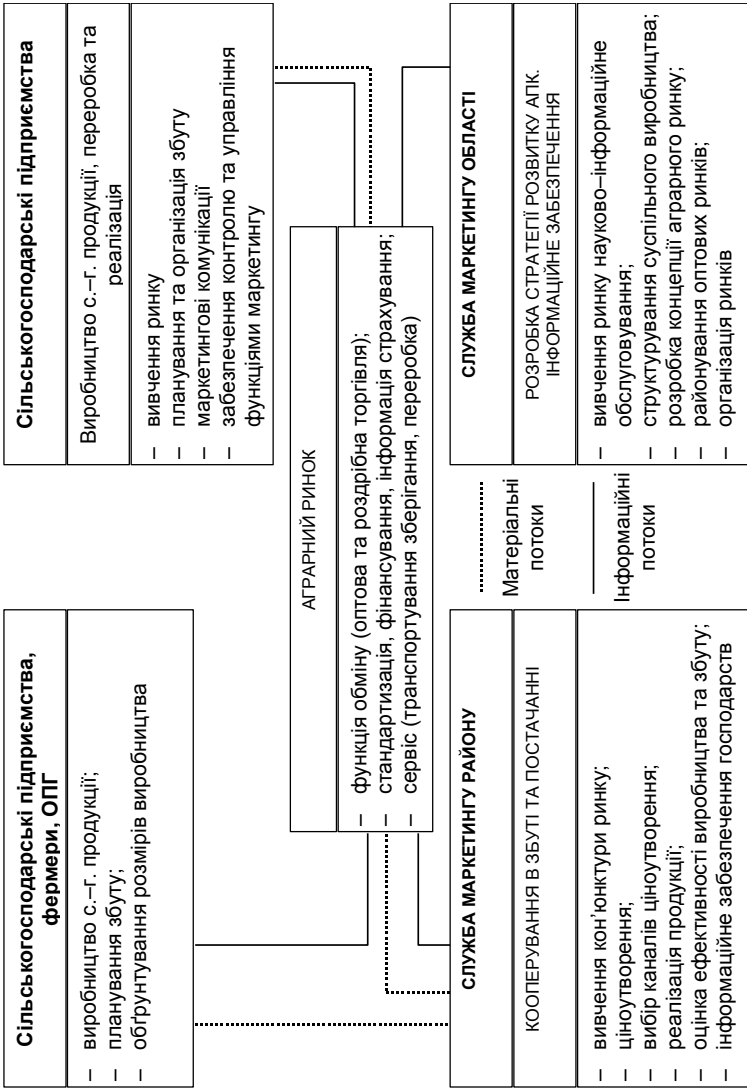 Сільськогосподарські підприємства,
фермери, ОПГ
– виробництво с.–г. продукції;
– планування збуту;
– обґрунтування розмірів виробництва
Сільськогосподарські підприємства
Виробництво с.–г. продукції, переробка та
реалізація
– вивчення ринку
– планування та організація збуту
– маркетингові комунікації
– забезпечення контролю та управління
функціями маркетингу
АГРАРНИЙ РИНОК
– функція обміну (оптова та роздрібна торгівля);
– стандартизація, фінансування, інформація страхування;
– сервіс (транспортування зберігання, переробка)
СЛУЖБА МАРКЕТИНГУ РАЙОНУ
КООПЕРУВАННЯ В ЗБУТІ ТА ПОСТАЧАННІ
– вивчення кон’юнктури ринку;
– ціноутворення;
– вибір каналів ціноутворення;
– реалізація продукції;
– оцінка ефективності виробництва та збуту;
– інформаційне забезпечення господарств
Матеріальні
потоки
Інформаційні
потоки
СЛУЖБА МАРКЕТИНГУ ОБЛАСТІ
РОЗРОБКА СТРАТЕГІЇ РОЗВИТКУ АПК.
ІНФОРМАЦІЙНЕ ЗАБЕЗПЕЧЕННЯ
– вивчення ринку науково–інформаційне
обслуговування;
– структурування суспільного виробництва;
– розробка концепції аграрного ринку;
– районування оптових ринків;
– організація ринків